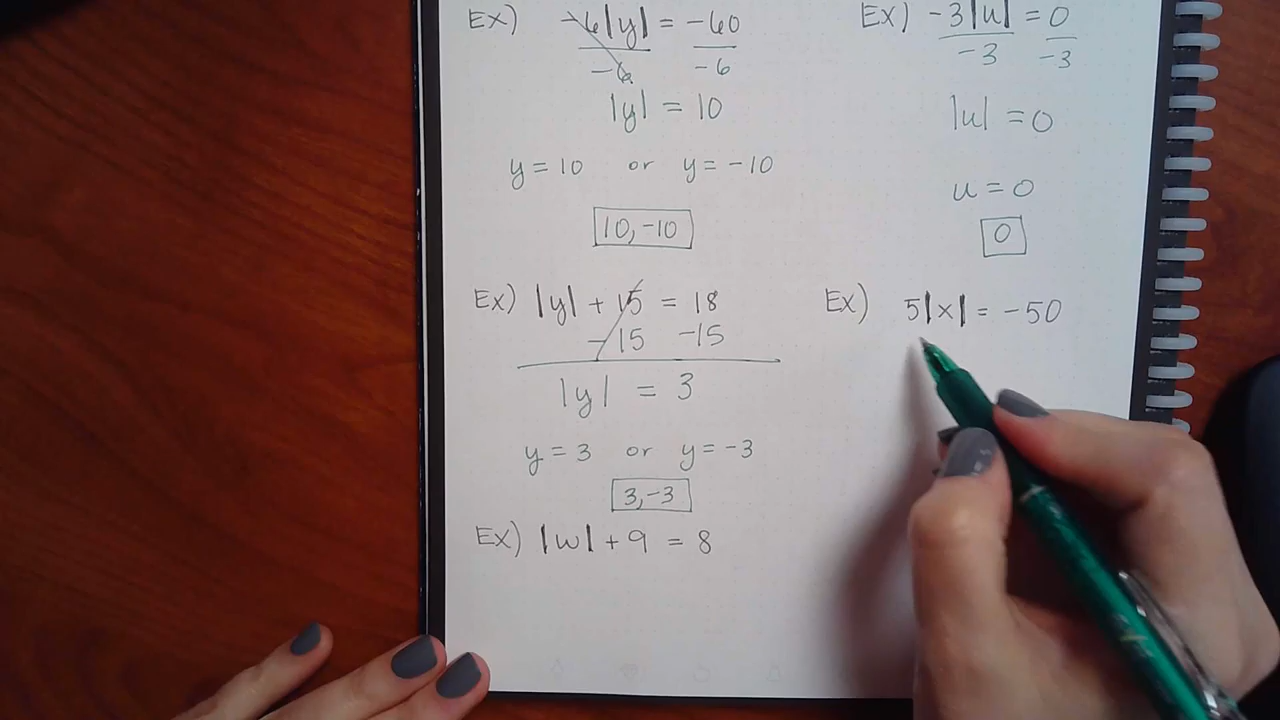 Ex) -6|y| = -60
-6 -6
|y| = 10
y = 10 or y = -10
10, -10
Ex) -3|u| = 0
-3 -3
|u| = 0
u = 0
0
Ex) |y| + 15 = 18
-15 -15
|y| = 3
y = 3 or y = -3
3, -3
Ex) |w| + 9 = 8
Ex) 5|x| = -50